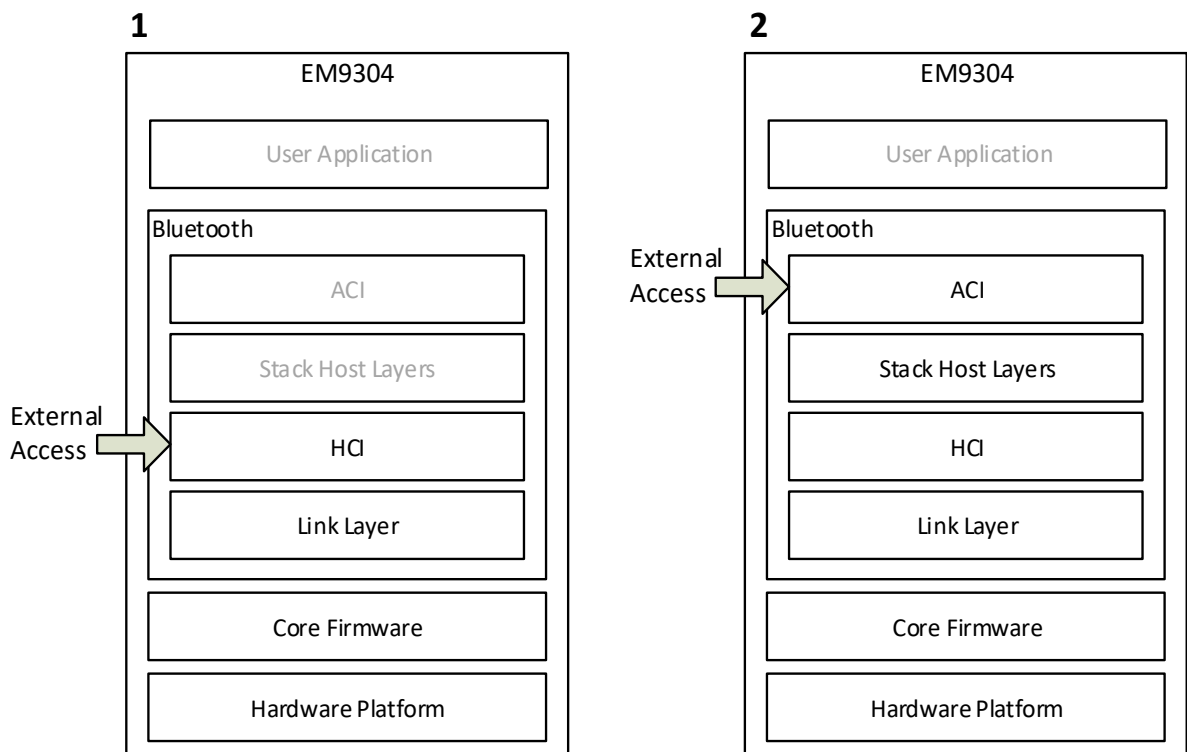 1
EM9304
User Application
Bluetooth
ACI
Stack Host Layers
External
Access
HCI
Link Layer
Core Firmware
Hardware Platform
2
EM9304
User Application
Bluetooth
External
Access
ACI
Stack Host Layers
HCI
Link Layer
Core Firmware
Hardware Platform